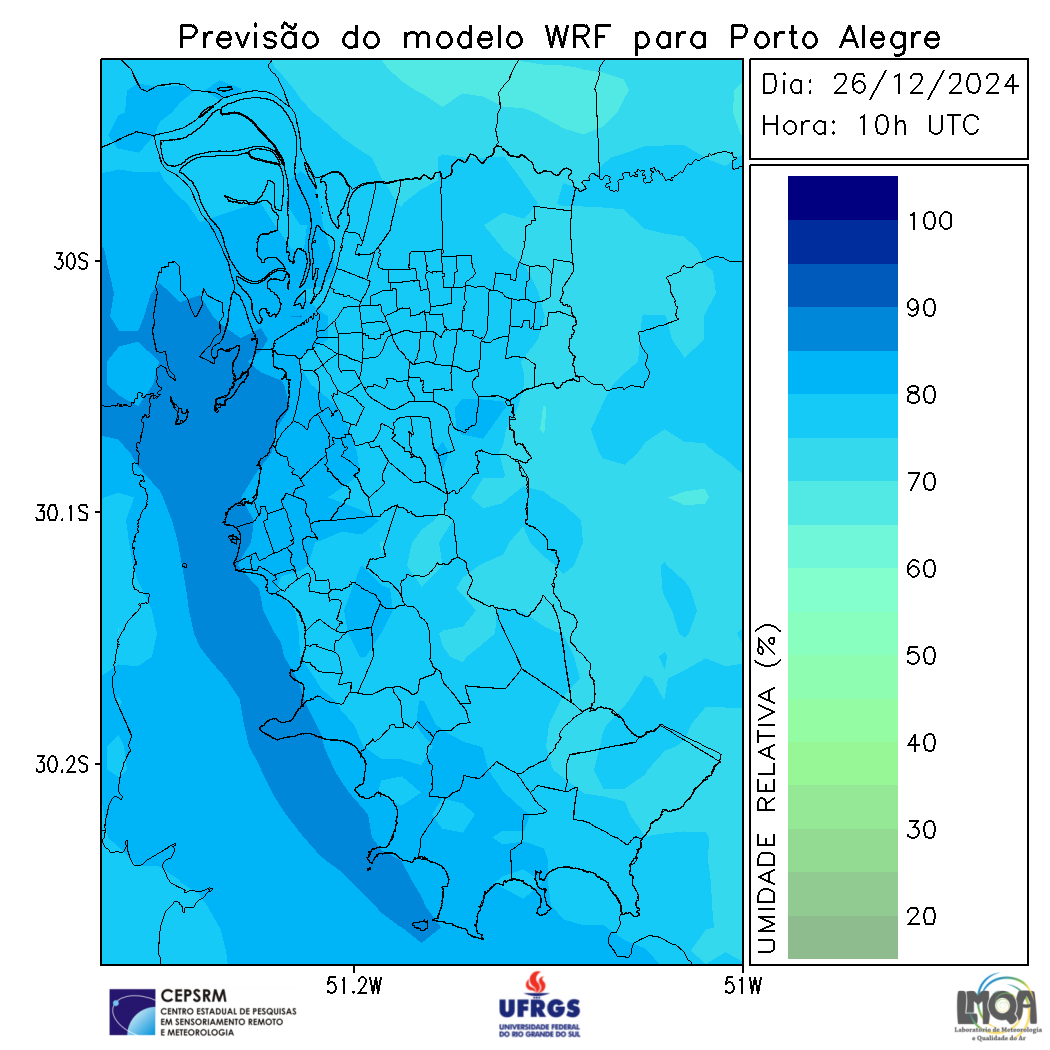 Previsão do modelo WRF para Porto Alegre
Dia: 26/12/2024
Hora: 10h UTC
30S
30.1S
30.2S
51.2W
51W
100
90
80
70
60
50
40
30
20
UMIDADE RELATIVA (%)
CEPSRM
CENTRO ESTADUAL DE PESQUISAS
EM SENSORIAMENTO REMOTO
E METEOROLOGIA
UFRGS
UNIVERSIDADE FEDERAL
DO RIO GRANDE DO SUL
LMQA
Laboratório de Meteorologia
e Qualidade do Ar